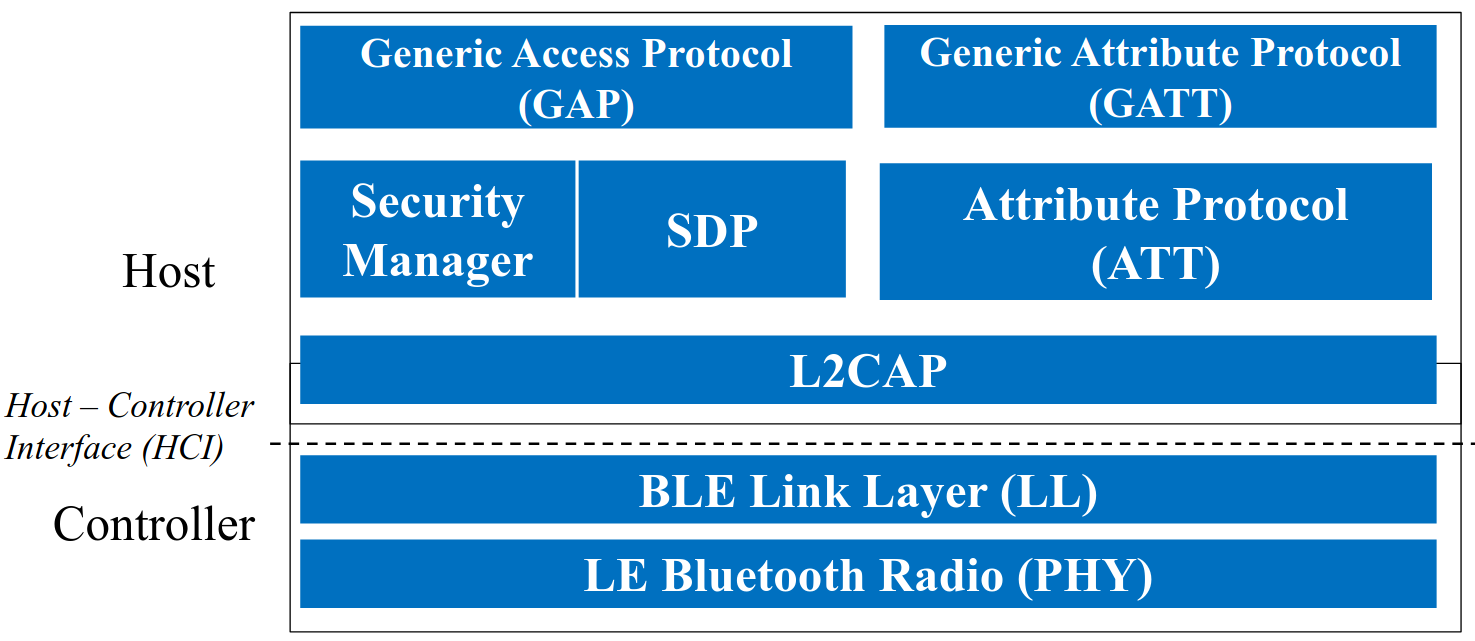 Generic Access Protocol
(GAP)
Generic Attribute Protocol
(GATT)
Security
Manager
SDP
Attribute Protocol
(ATT)
Host
L2CAP
Host – Controller
Interface (HCI)
BLE Link Layer (LL)
Controller
LE Bluetooth Radio (PHY)